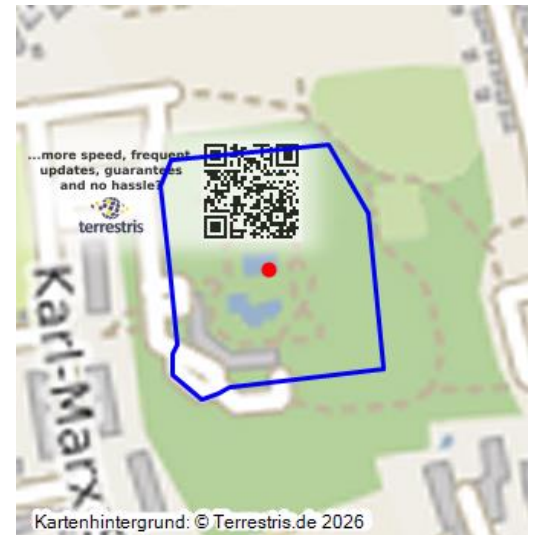 ...more speed, frequent
updates, guarantees
and no hassle?
terrestris
Karl-Marx
Kartenhintergrund: © Terrestris.de 2026